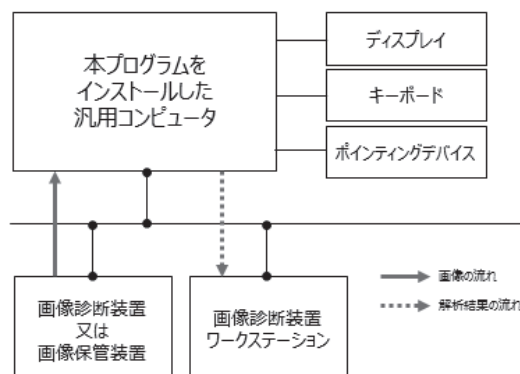 本プログラムを
インストールした
汎用コンピュータ
ディスプレイ
キーボード
ポインティングデバイス
画像診断装置
又は
画像保管装置
画像診断装置
ワークステーション
画像の流れ
解析結果の流れ